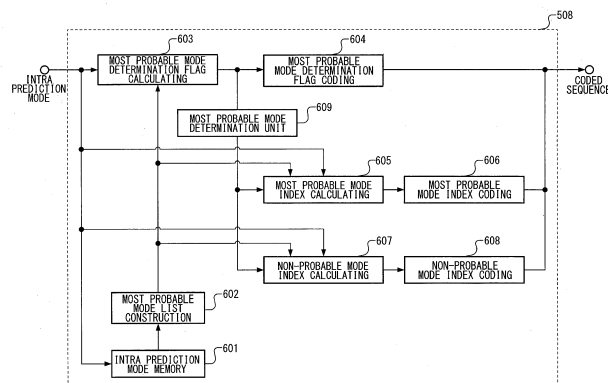 508
603
604
MOST PROBABLE MODE
DETERMINATION FLAG
CALCULATING
MOST PROBABLE
MODE DETERMINATION
FLAG CODING
INTRA
PREDICTION
MODE
CODED
SEQUENCE
MOST PROBABLE MODE
DETERMINATION UNIT
609
605
606
MOST PROBABLE MODE
INDEX CALCULATING
MOST PROBABLE
MODE INDEX CODING
607
608
NON-PROBABLE MODE
INDEX CALCULATING
NON-PROBABLE
MODE INDEX CODING
602
MOST PROBABLE
MODE LIST
CONSTRUCTION
601
INTRA PREDICTION
MODE MEMORY